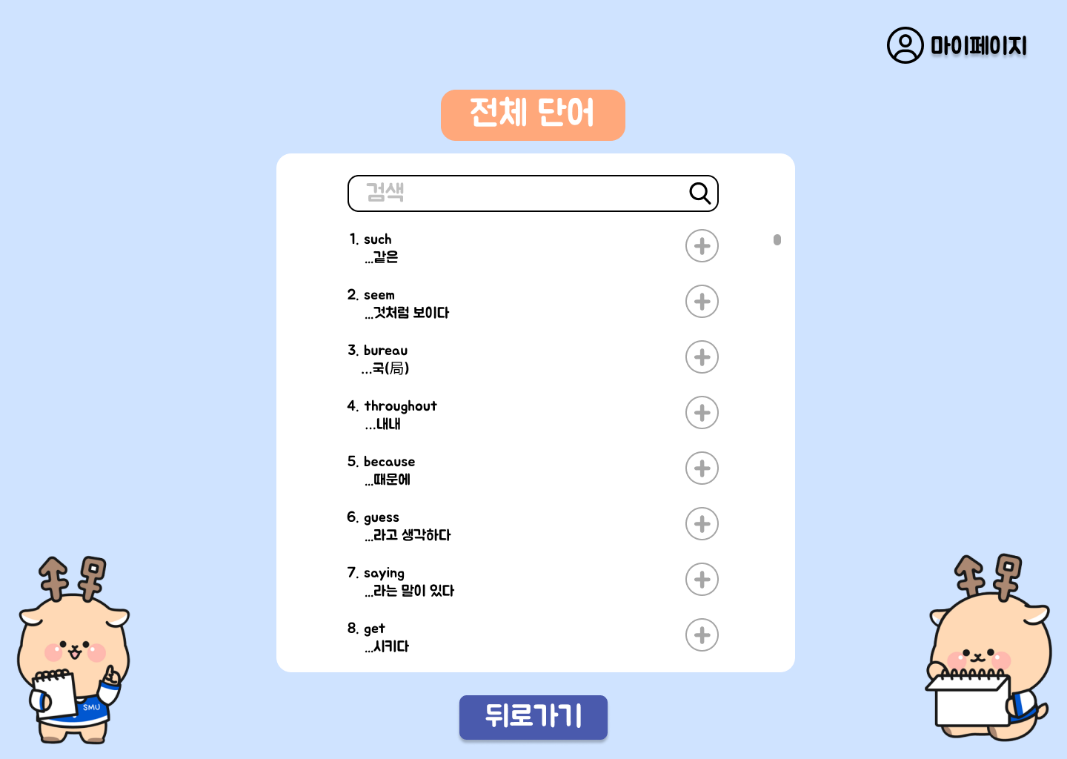 마이페이지
전체 단어
검색
1. such
...같은
2. seem
...것처럼 보이다
3. bureau
...국(局)
4. throughout
...내내
5. because
...때문에
6. guess
...라고 생각하다
7. saying
...라는 말이 있다
8. get
...시키다
SMU
뒤로가기